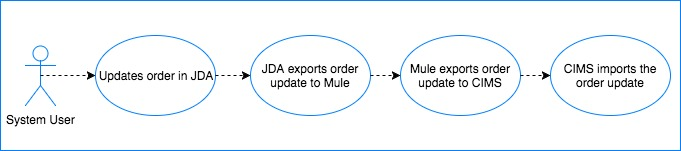 System User
Updates order in JDA
JDA exports order
update to Mule
Mule exports order
update to CIMS
CIMS imports the
order update